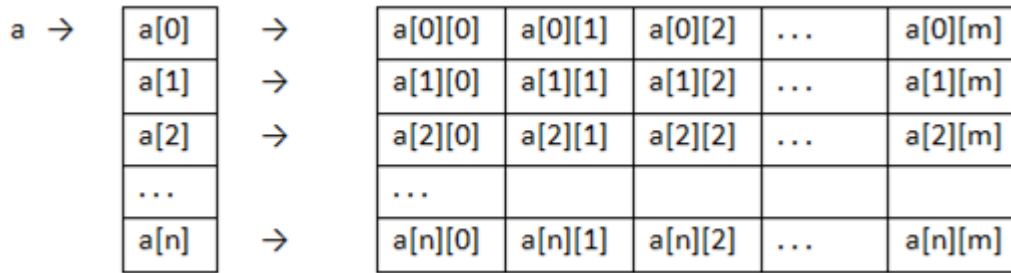 a → a[0] → a[0][0] a[0][1] a[0][2] ... a[0][m]
a[1] → a[1][0] a[1][1] a[1][2] ... a[1][m]
a[2] → a[2][0] a[2][1] a[2][2] ... a[2][m]
... ...
a[n] → a[n][0] a[n][1] a[n][2] ... a[n][m]